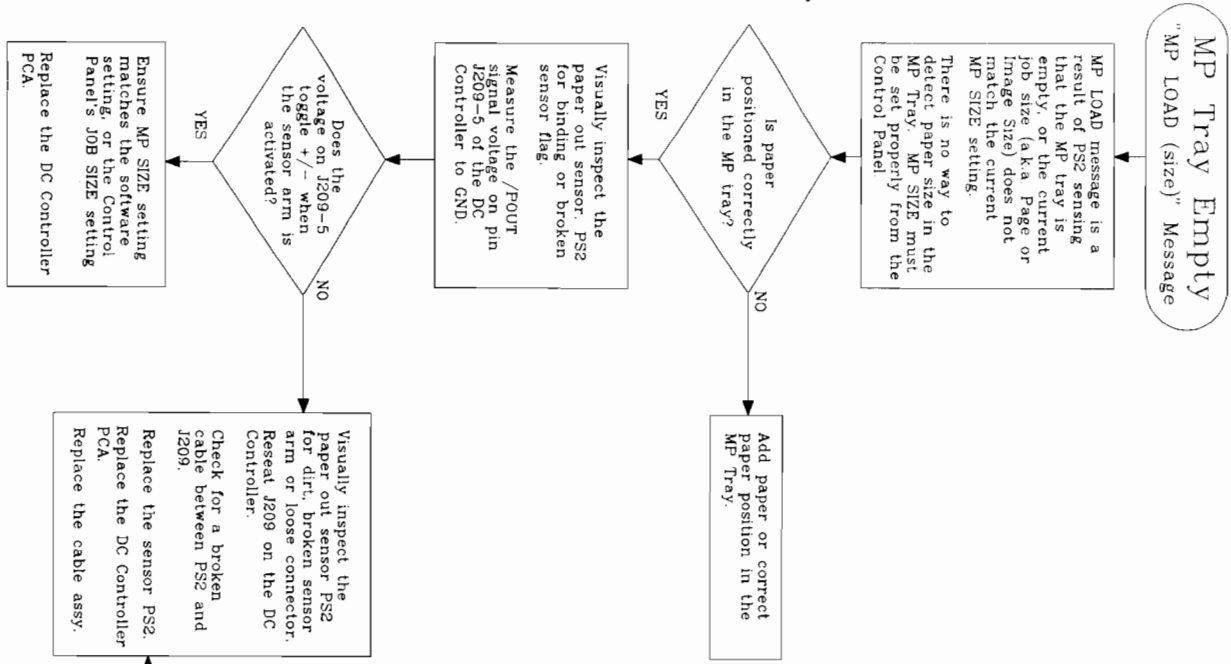 MP Tray Empty
"MP LOAD (size)" Message
MP LOAD message is a
result of PS2 sensing
that the MP tray is
empty, or the current
job size (a.k.a. Page or
Image Size) does not
match the current
MP SIZE setting.
There is no way to
detect paper size in the
MP Tray. MP SIZE must
be set properly from the
Control Panel.
Is paper
positioned correctly
in the MP tray?
NO
Add paper or correct
paper position in the
MP Tray.
YES
Visually inspect the
paper out sensor. PS2
for binding or broken
sensor flag.
Measure the /POUT
signal voltage on pin
J209-5 of the DC
Controller to GND.
Does the
voltage on J209-5
toggle +/- when
the sensor arm is
activated?
NO
Visually inspect the
paper out sensor PS2
for dirt, broken sensor
arm or loose connector.
Reseat J209 on the DC
Controller.
Check for a broken
cable between PS2 and
J209.
Replace the sensor PS2.
Replace the DC Controller
PCA.
Replace the cable assy.
YES
Ensure MP SIZE setting
matches the software
setting, or the Control
Panel's JOB SIZE setting
Replace the DC Controller
PCA.